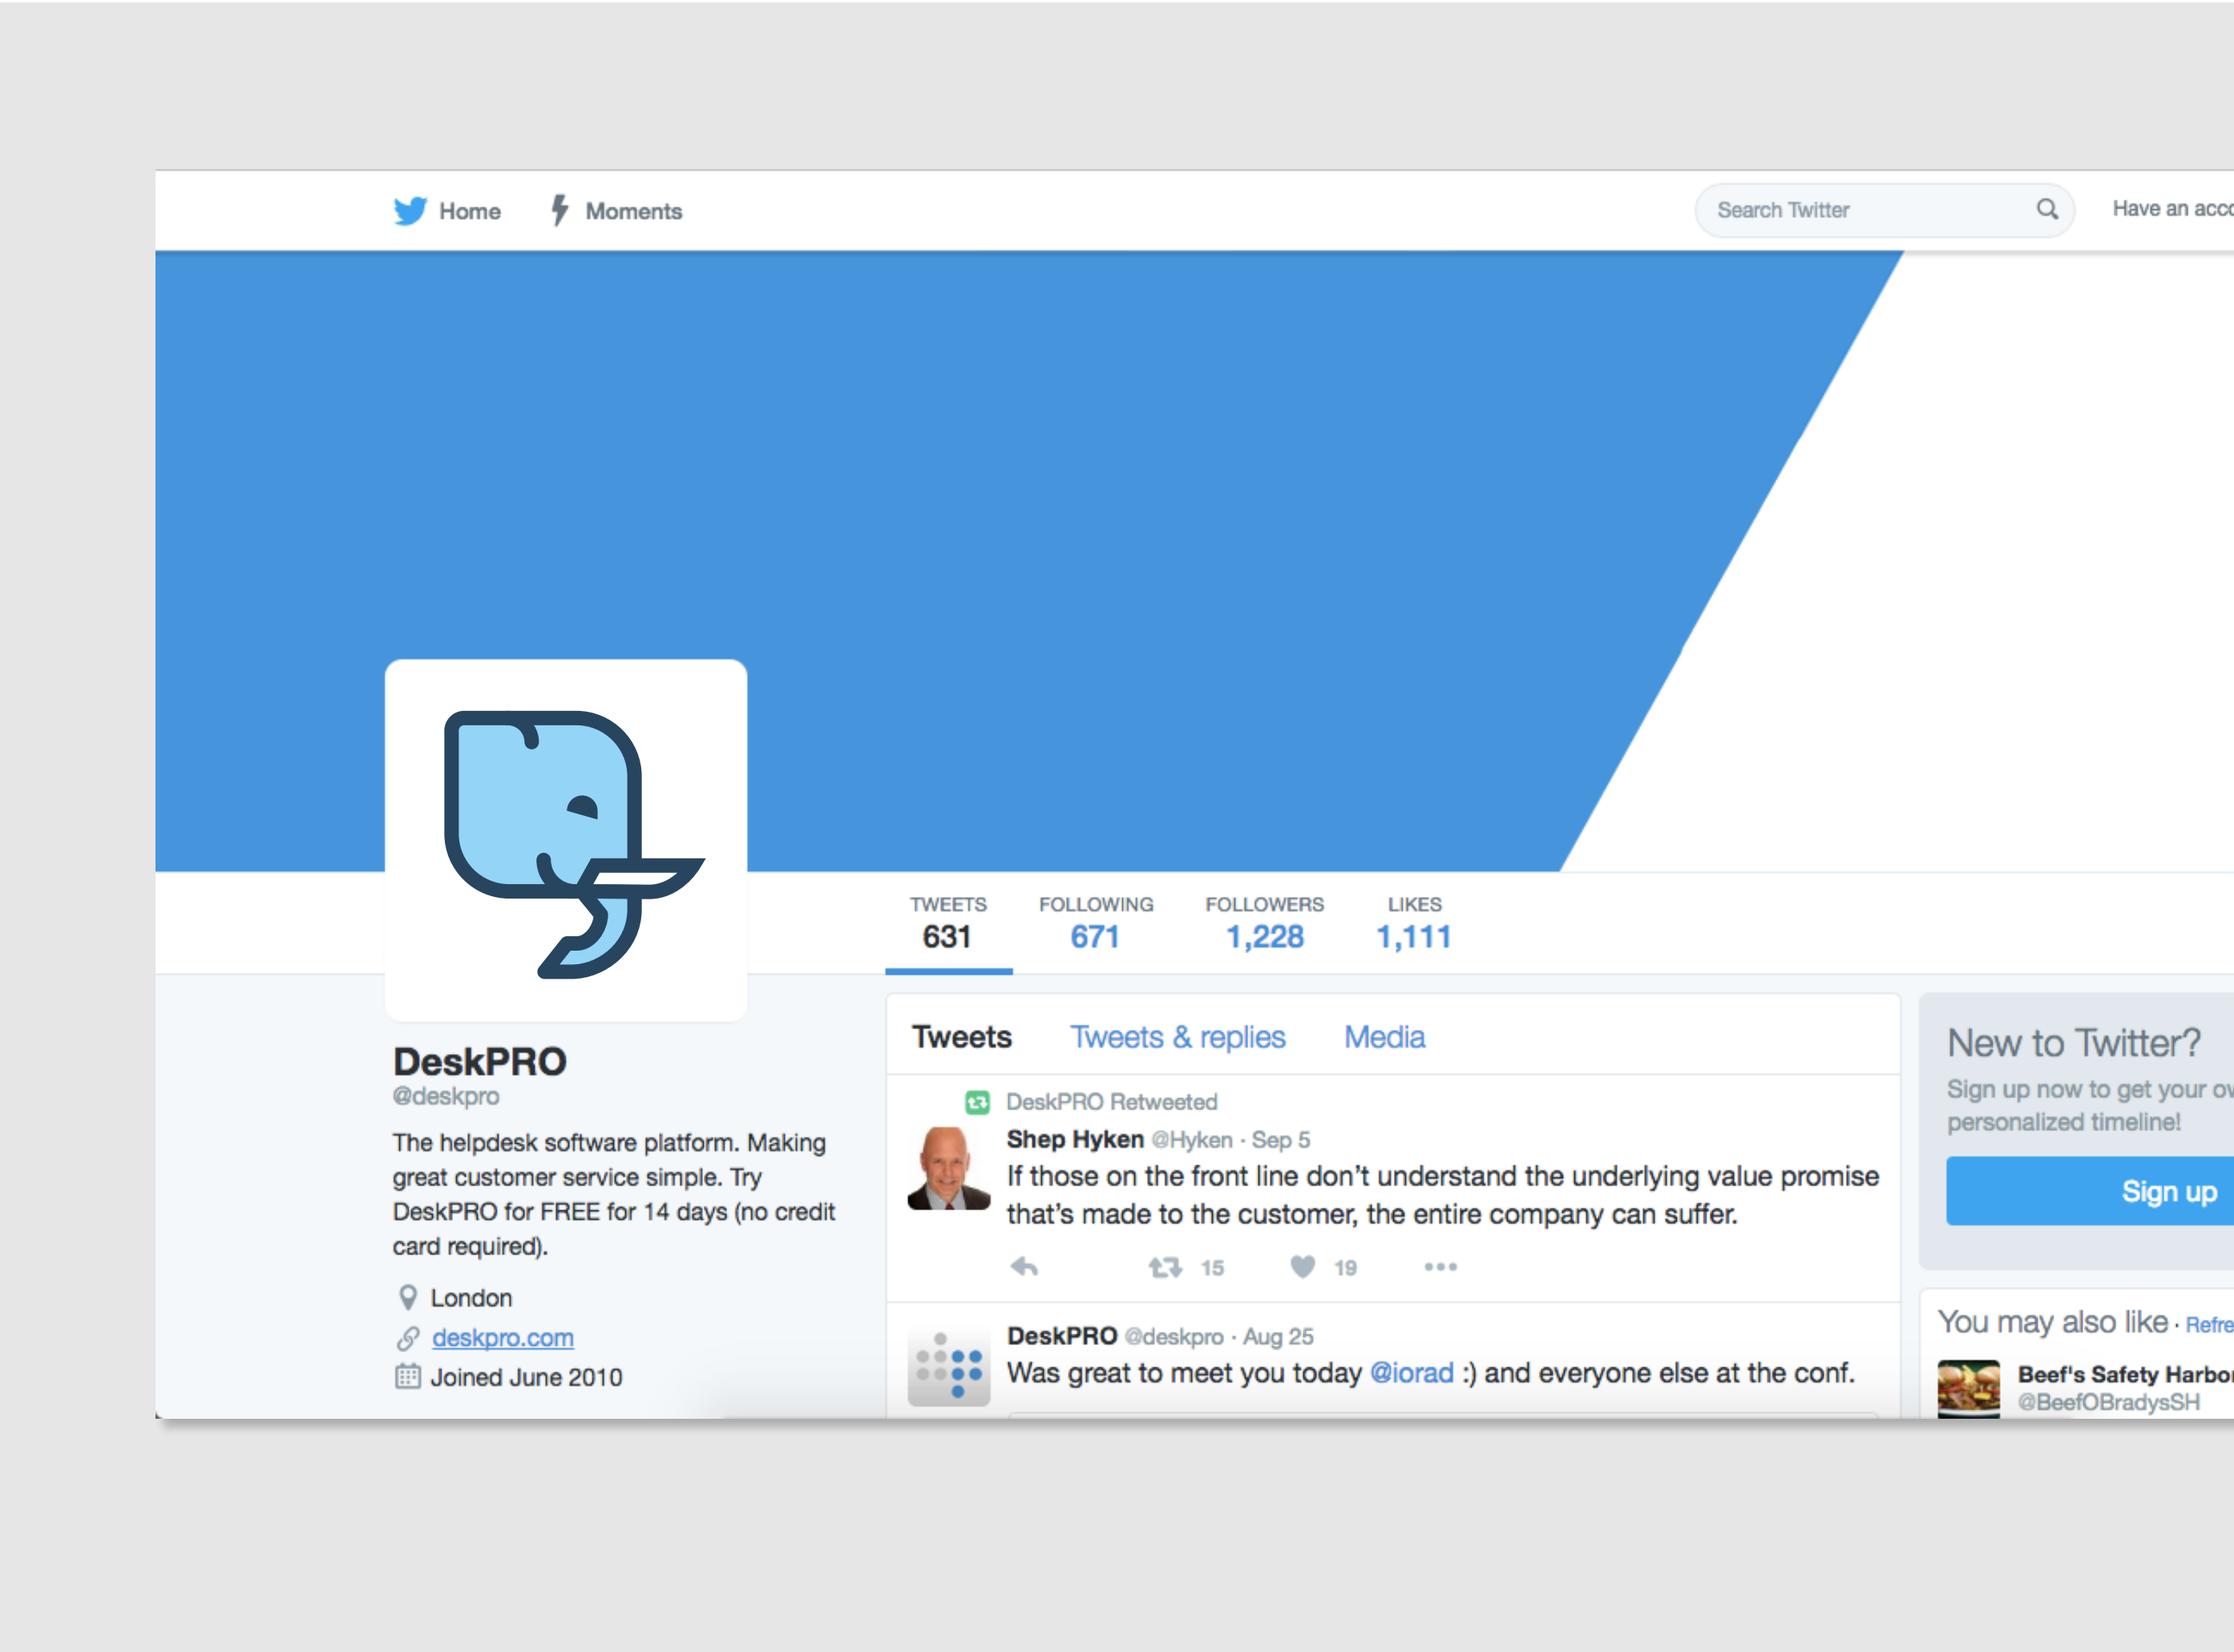 Home
Moments
Search Twitter
Have an
TWEETS
631
FOLLOWING
671
FOLLOWERS
1,228
LIKES
1,111
DeskPRO
@deskpro
The helpdesk software platform. Making
great customer service simple. Try
DeskPRO for FREE for 14 days (no credit
card required).
London
deskpro.com
Joined June 2010
Tweets
Tweets & replies
Media
DeskPRO Retweeted
Shep Hyken @Hyken · Sep 5
If those on the front line don’t understand the underlying value promise
that’s made to the customer, the entire company can suffer.
15
19
DeskPRO @deskpro · Aug 25
Was great to meet you today @iorad :) and everyone else at the conf.
New to Twitter?
Sign up now to get your
personalized timeline!
Sign up
You may also like ·
Beef's Safety
@BeefOBradysSH